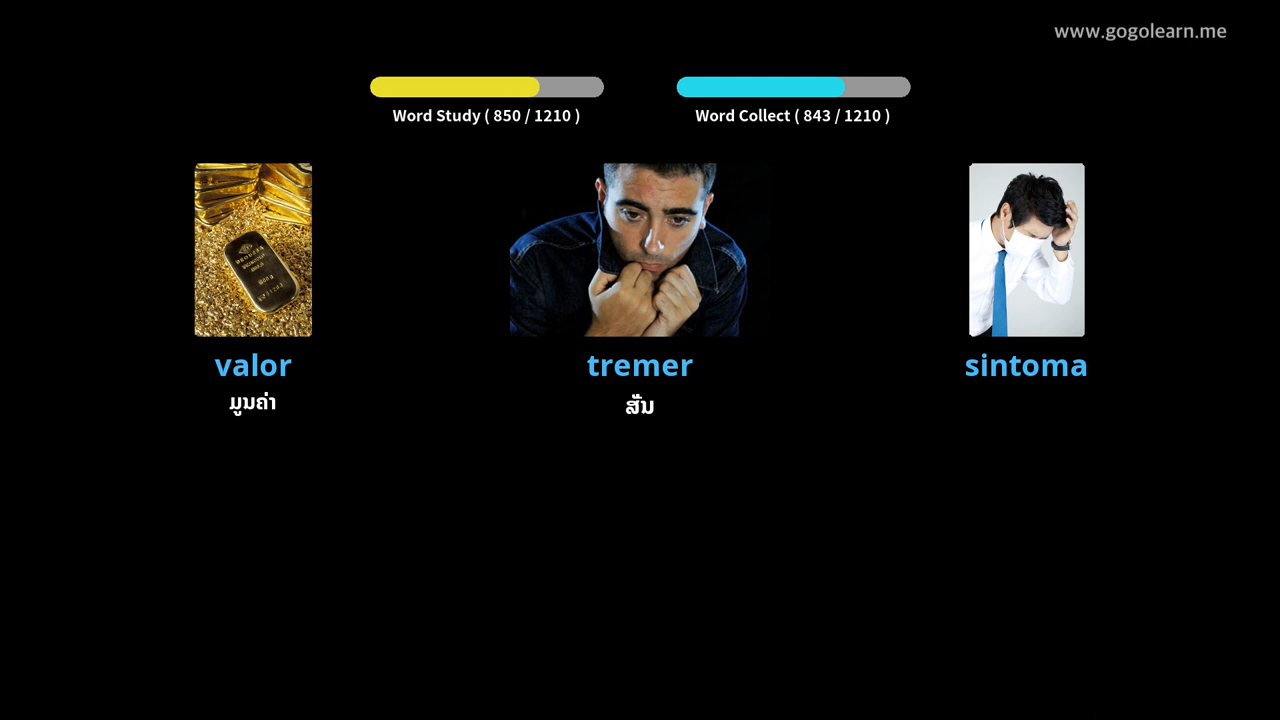 www.gogolearn.me
Word Study ( 850 / 1210 )
Word Collect ( 843 / 1210 )
valor
tremer
sintoma
ມູນຄ່າ
ສັ່ນ